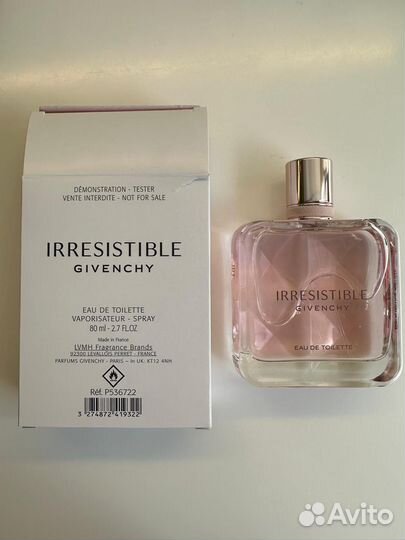 DÉMONSTRATION - TESTER
VENTE INTERDITE - NOT FOR SALE
IRRESISTIBLE
GIVENCHY
EAU DE TOILETTE
VAPORISATEUR - SPRAY
80 ml - 2.7 FL.OZ
Made in France
LVMH Fragrance Brands
92300 LEVALLOIS PERRET - FRANCE
PARFUMS GIVENCHY - PARIS - In UK. KT12 4NH
Réf. P536722
3 274872 419322
IRRESISTIBLE
GIVENCHY
EAU DE TOILETTE
Avito